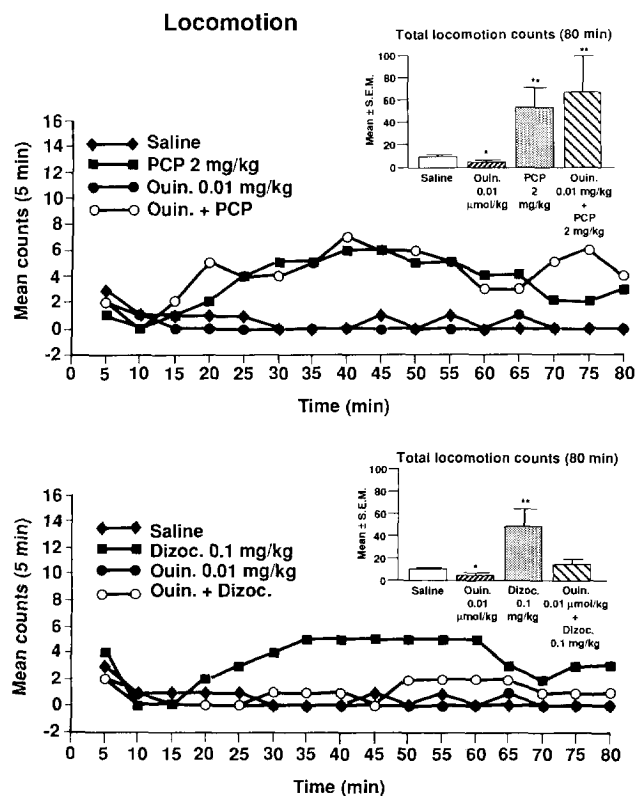 Locomotion
Total locomotion counts (80 min)
Mean ± S.E.M.
100
80
60
40
20
0
*
**
**
Saline
Ouin.
0.01
μmol/kg
PCP
2
mg/kg
Ouin.
0.01 mg/kg
+
PCP
2 mg/kg
Mean counts (5 min)
16
14
12
10
8
6
4
2
0
-2
Saline
PCP 2 mg/kg
Ouin. 0.01 mg/kg
Ouin. + PCP
0 5 10 15 20 25 30 35 40 45 50 55 60 65 70 75 80
Time (min)
Total locomotion counts (80 min)
Mean ± S.E.M.
100
80
60
40
20
0
*
**
Saline
Ouin.
0.01
μmol/kg
Dizoc.
0.1
mg/kg
Ouin.
0.01 μmol/kg
+
Dizoc.
0.1 mg/kg
Mean counts (5 min)
16
14
12
10
8
6
4
2
0
-2
Saline
Dizoc. 0.1 mg/kg
Ouin. 0.01 mg/kg
Ouin. + Dizoc.
0 5 10 15 20 25 30 35 40 45 50 55 60 65 70 75 80
Time (min)